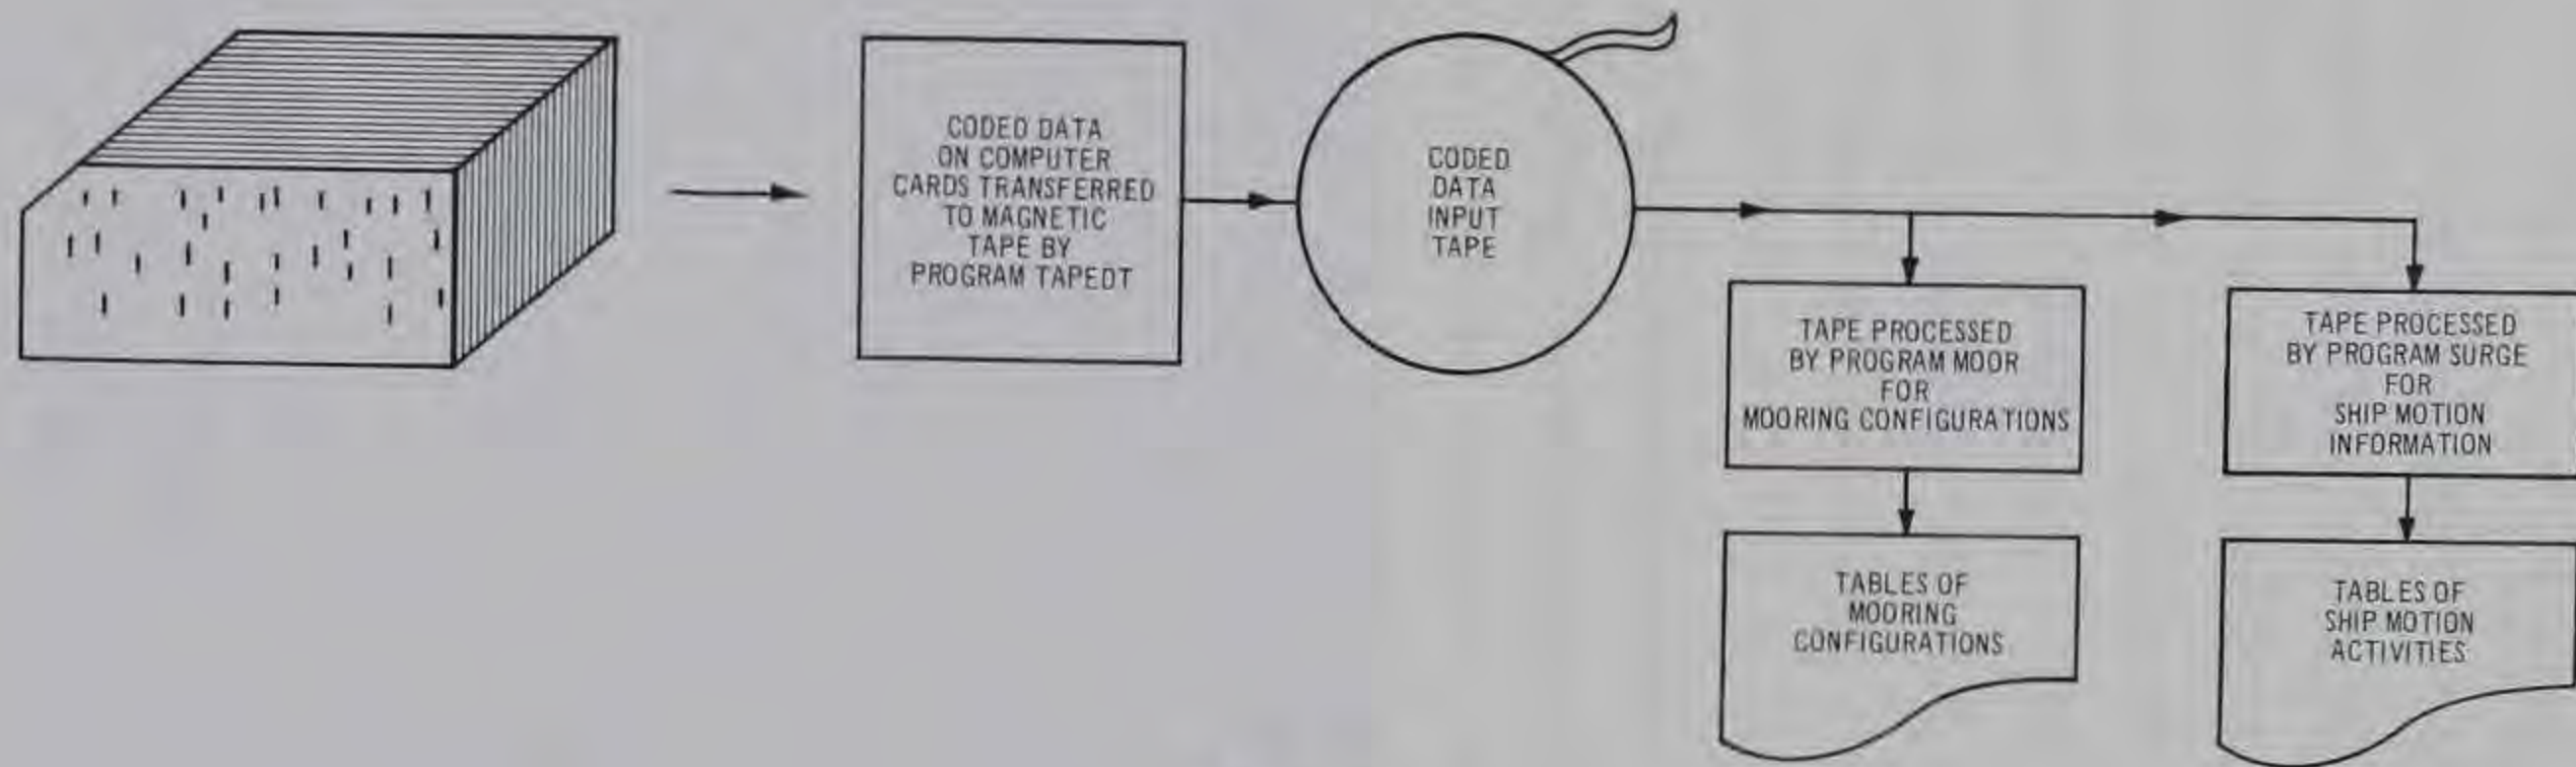 CODED DATA
ON COMPUTER
CARDS TRANSFERRED
TO MAGNETIC
TAPE BY
PROGRAM TAPEDT
CODED
DATA
INPUT
TAPE
TAPE PROCESSED
BY PROGRAM MOOR
FOR
MOORING CONFIGURATIONS
TAPE PROCESSED
BY PROGRAM SURGE
FOR
SHIP MOTION
INFORMATION
TABLES OF
MOORING
CONFIGURATIONS
TABLES OF
SHIP MOTION
ACTIVITIES